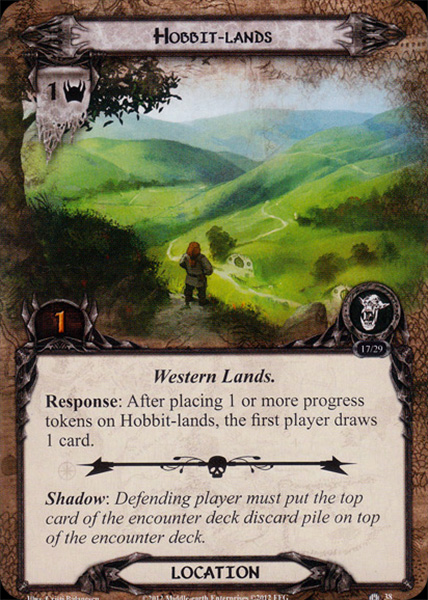 HOBBIT-LANDS
1
1
17/29
Western Lands.
Response: After placing 1 or more progress
tokens on Hobbit-lands, the first player draws
1 card.
Shadow: Defending player must put the top
card of the encounter deck discard pile on top
of the encounter deck.
LOCATION
©2012 Middle-earth Enterprises ©2012 FFG
38